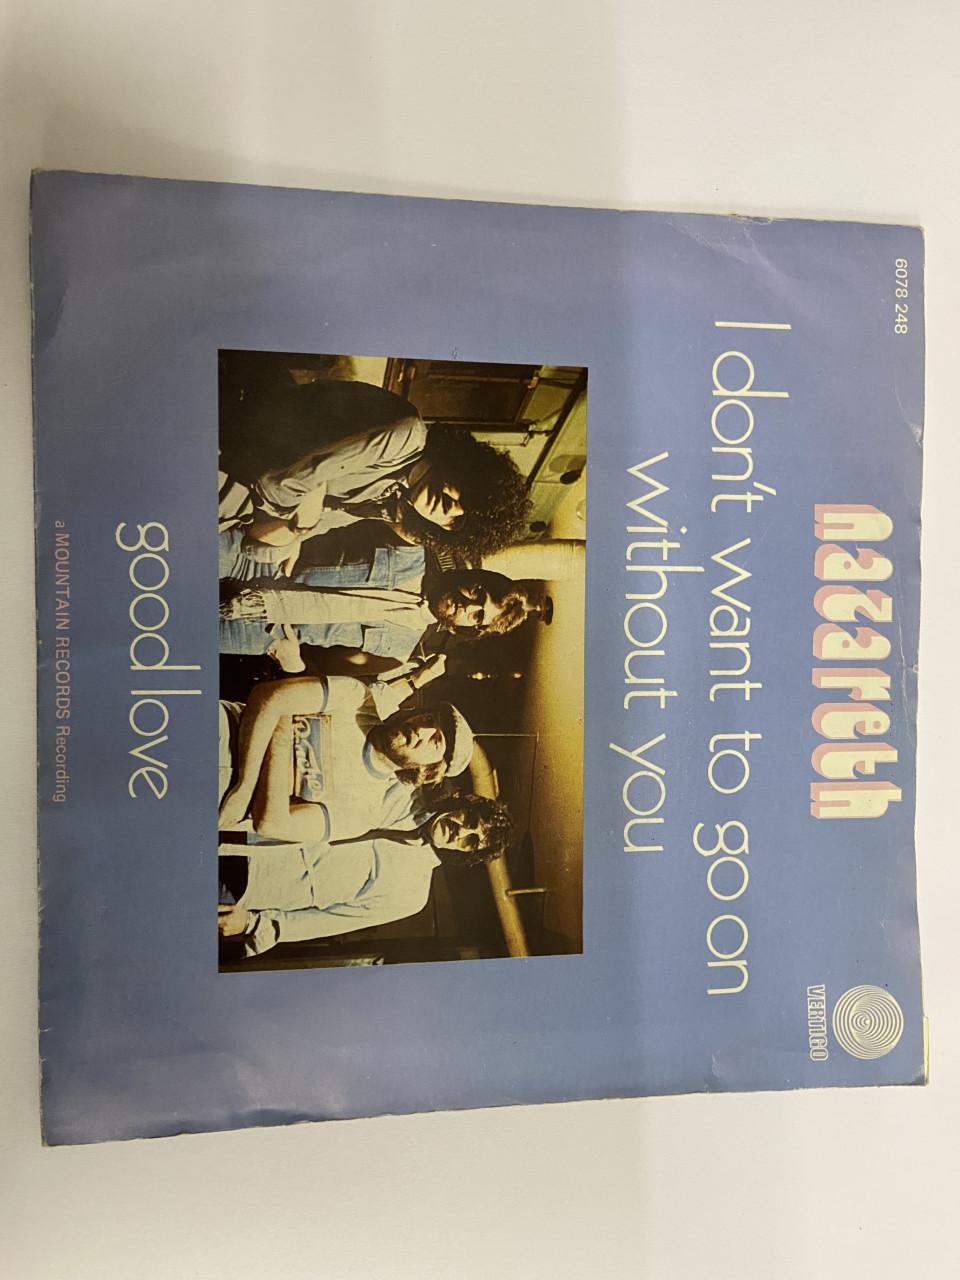 6078 248
nazareth
VERTIGO
I don't want to go on
without you
good love
a MOUNTAIN RECORDS Recording